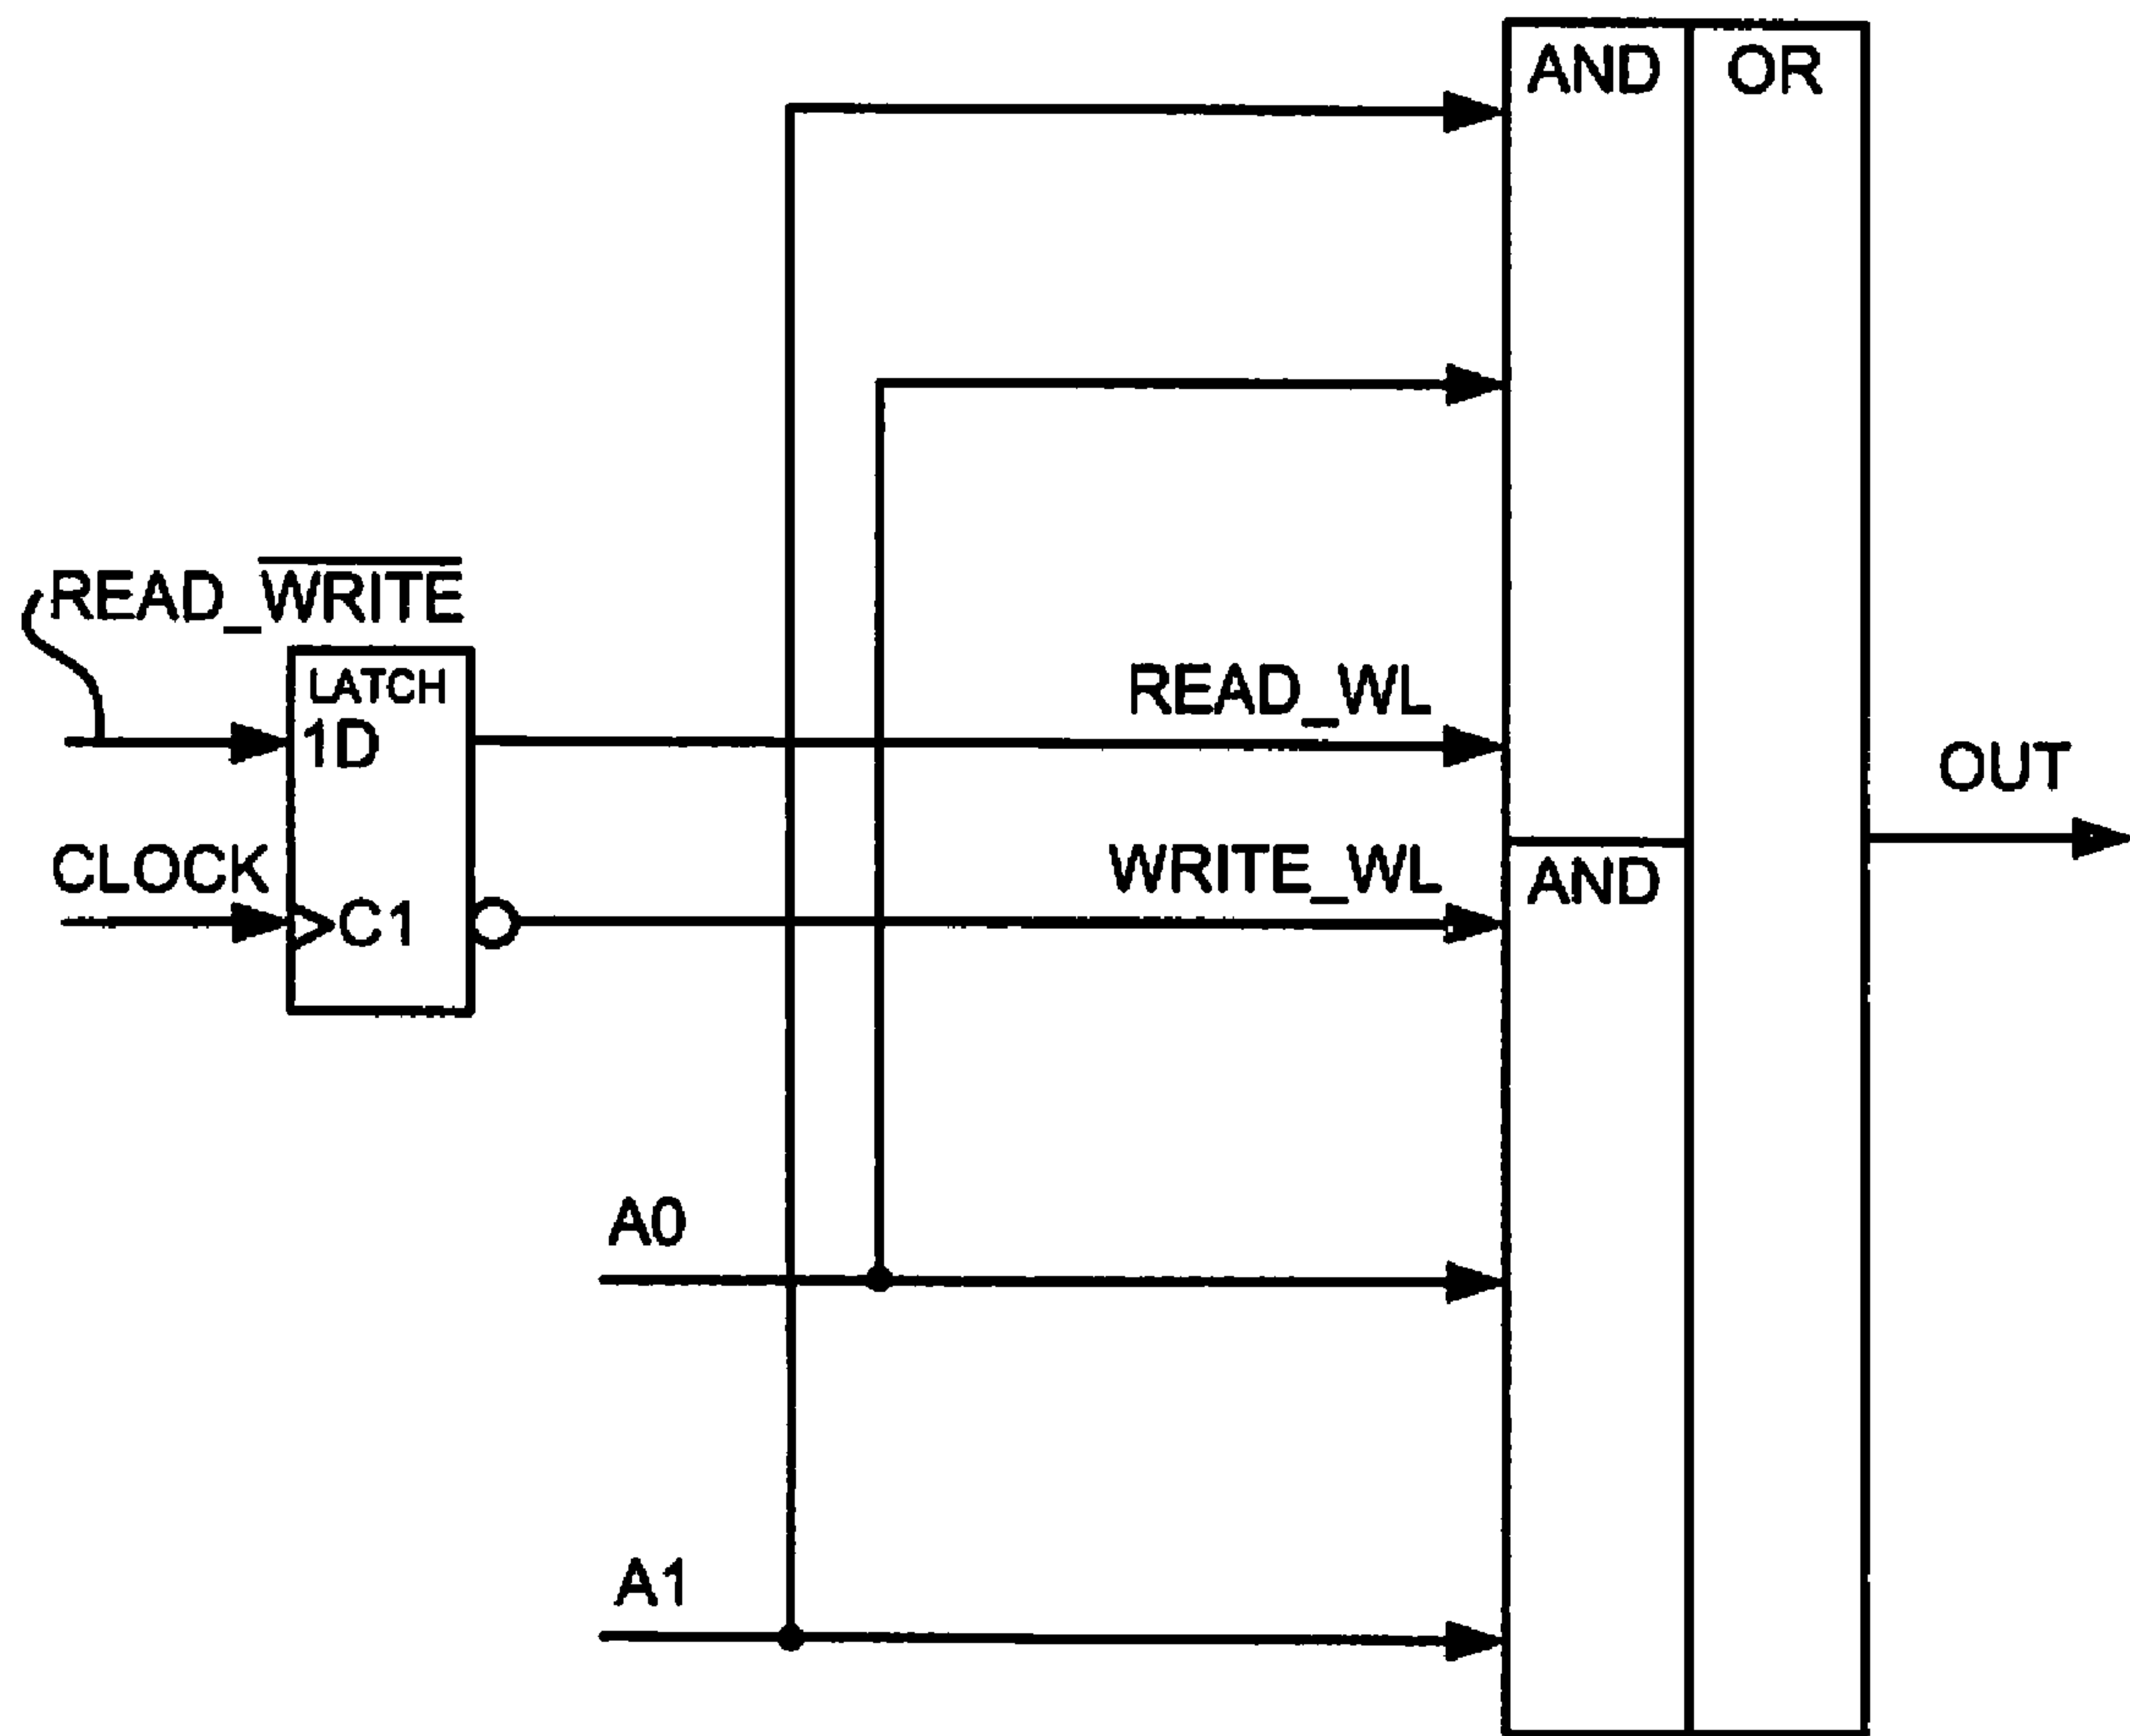 AND OR
READ_WRITE
LATCH
READ_WL
1D
OUT
CLOCK
WRITE_WL
AND
C1
A0
A1